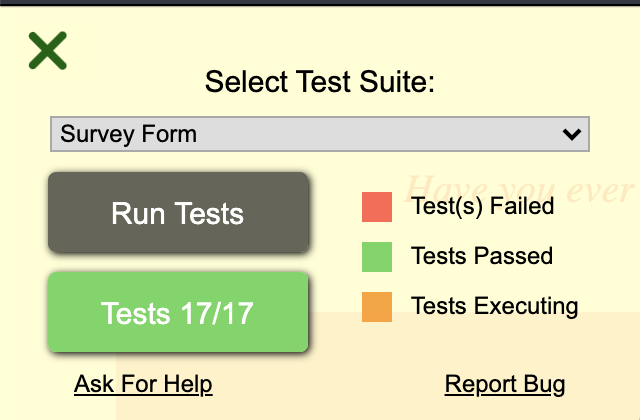 Select Test Suite:
Survey Form
Have you ever
Run Tests
Test(s) Failed
Tests Passed
Tests 17/17
Tests Executing
Ask For Help
Report Bug